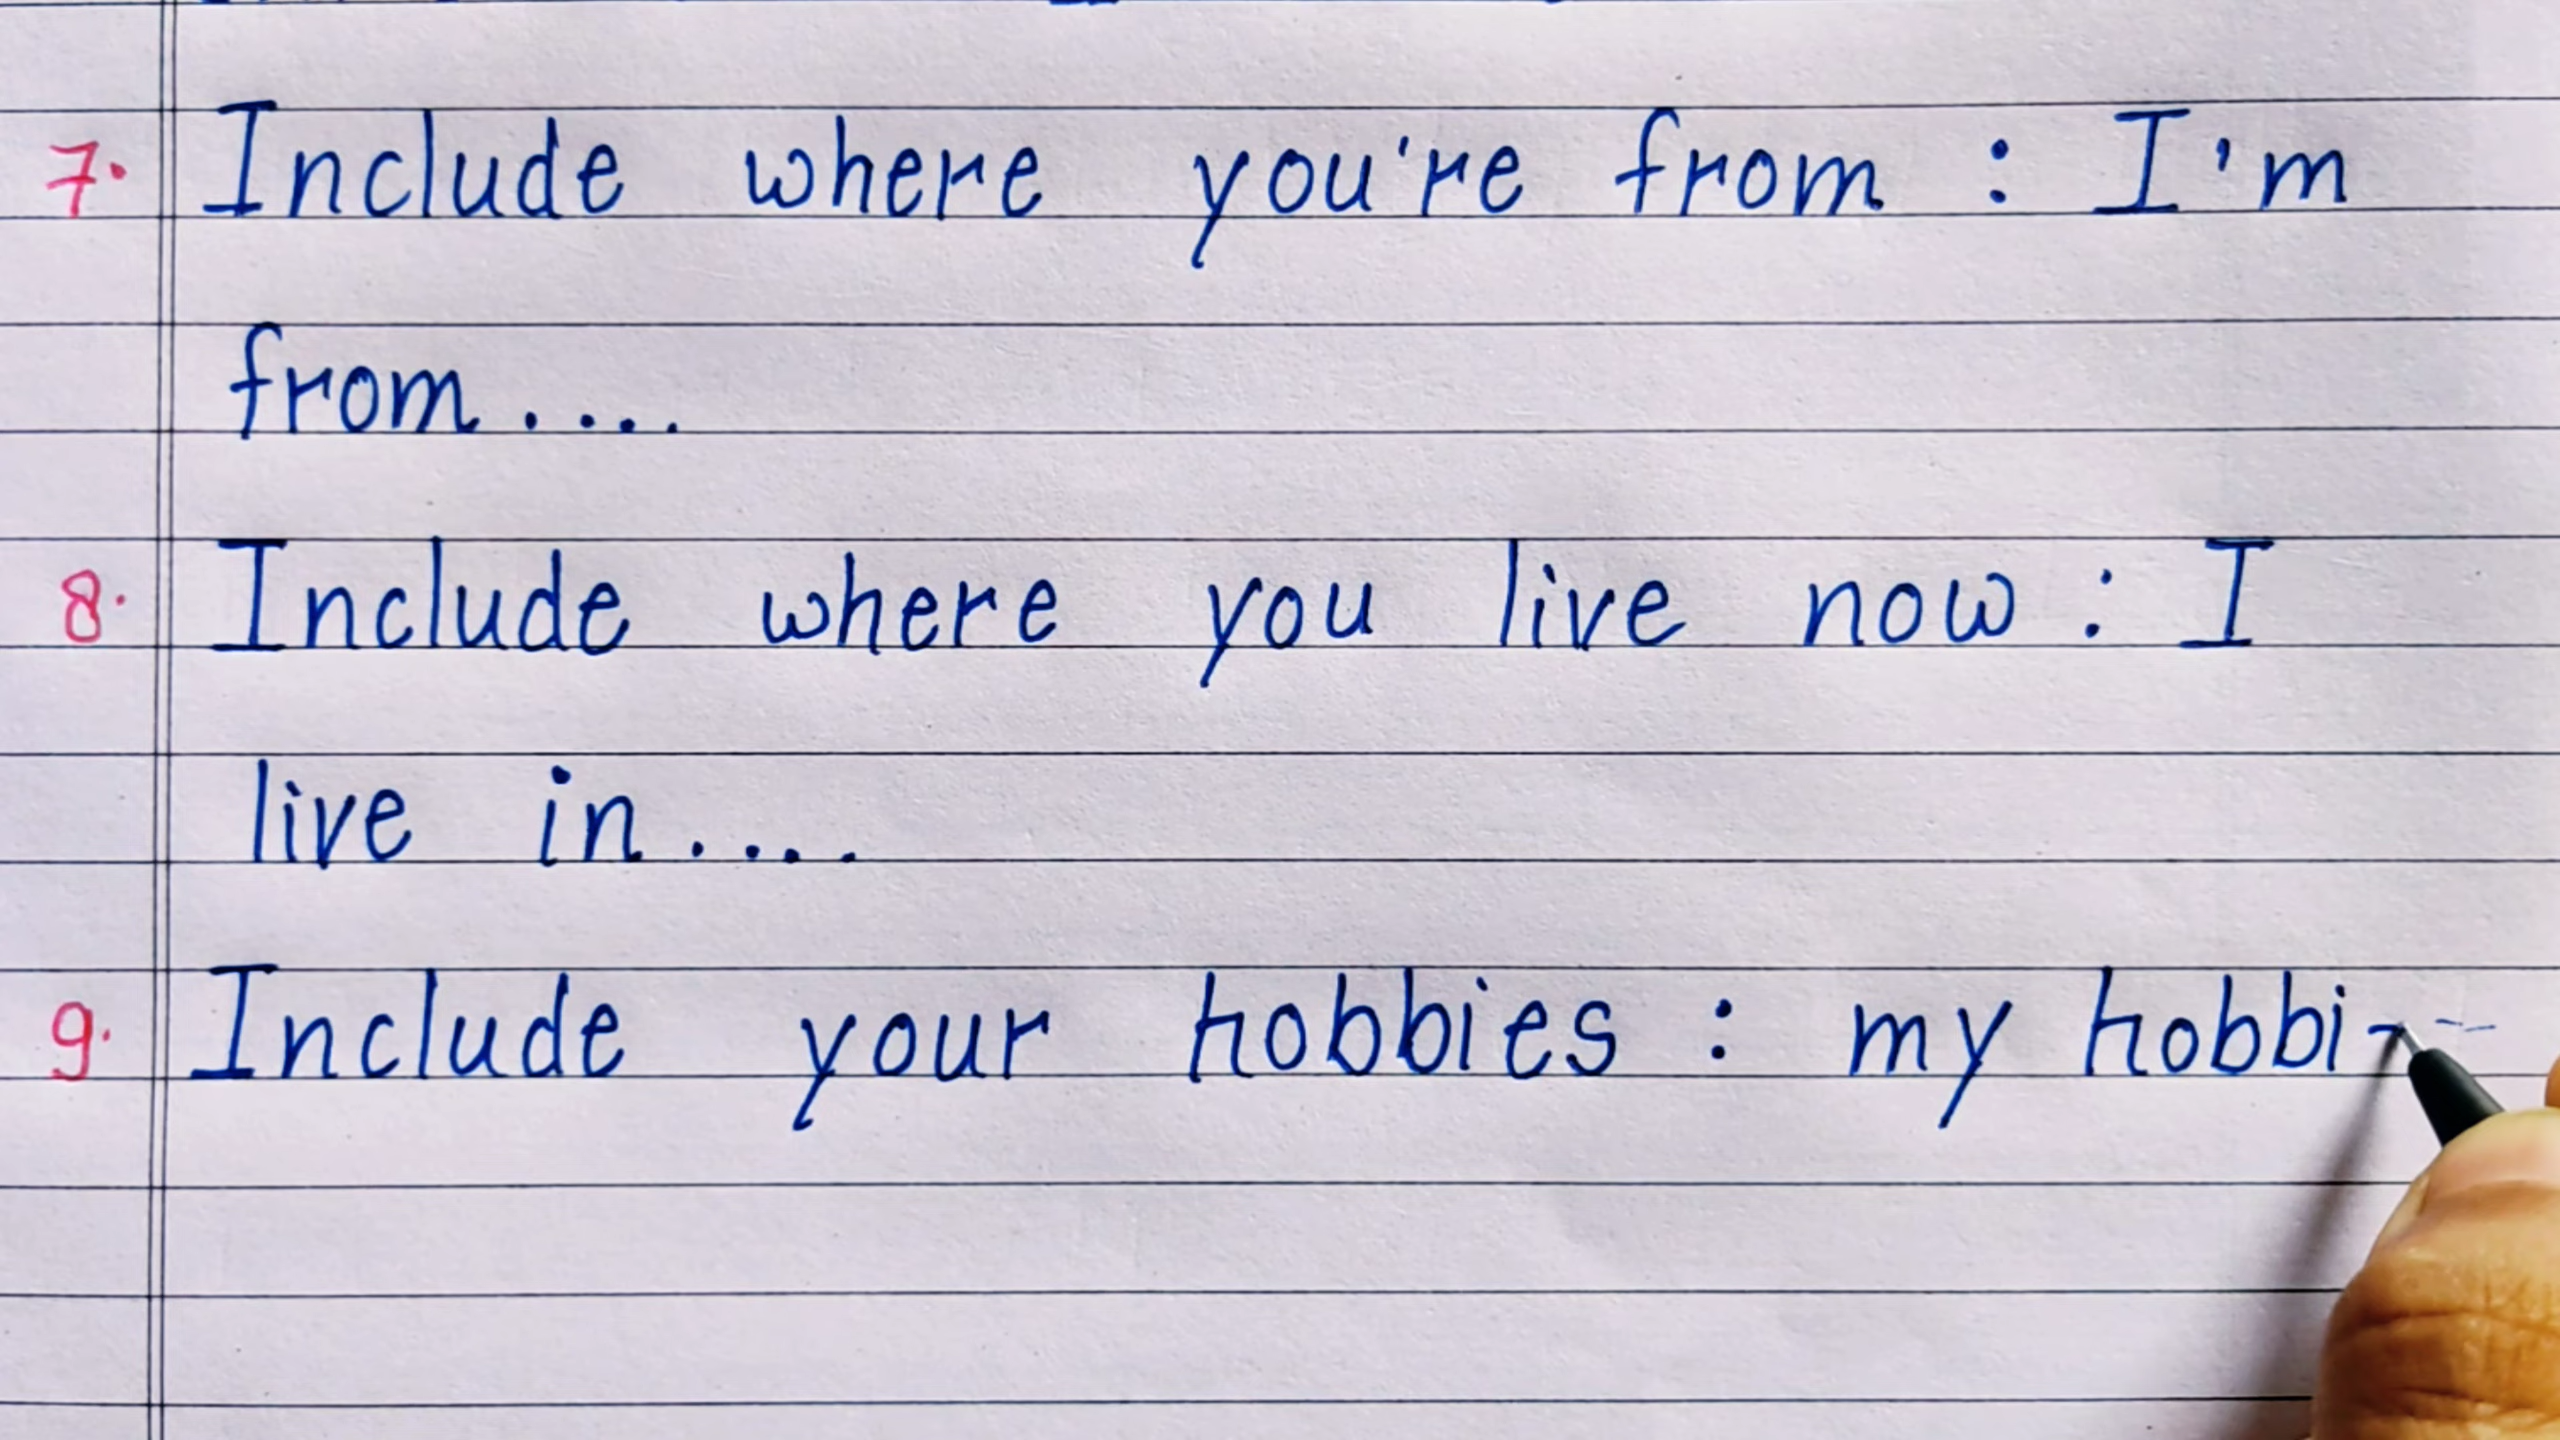 7. Include where you're from : I'm
from....
8. Include where you live now : I
live in....
9. Include your hobbies : my hobbi